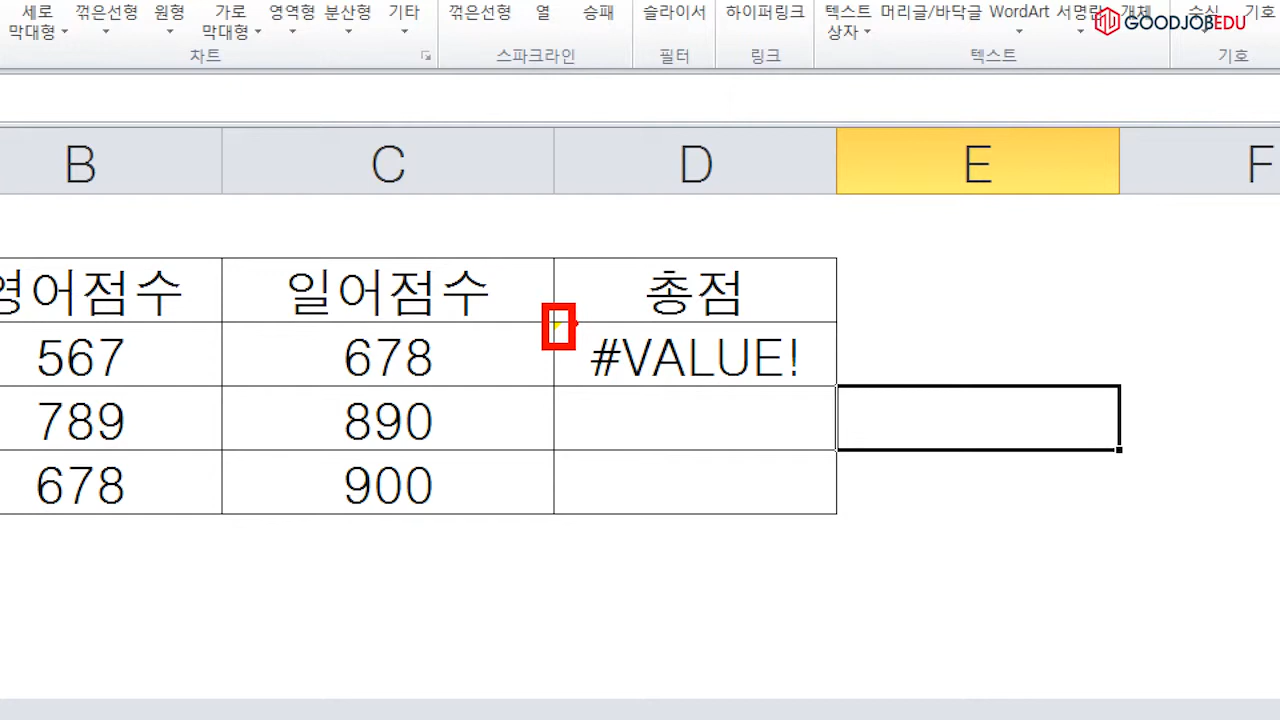 세로 꺾은선형 원형 가로 영역형 분산형 기타 꺾은선형 열 승패 슬라이서 하이퍼링크 텍스트 머리글/바닥글 WordArt 서명란 개체 수식 기호
막대형 막대형 상자
차트 스파크라인 필터 링크 텍스트 기호
GOODJOBEDU
B C D E F
영어점수 일어점수 총점
567 678 #VALUE!
789 890
678 900